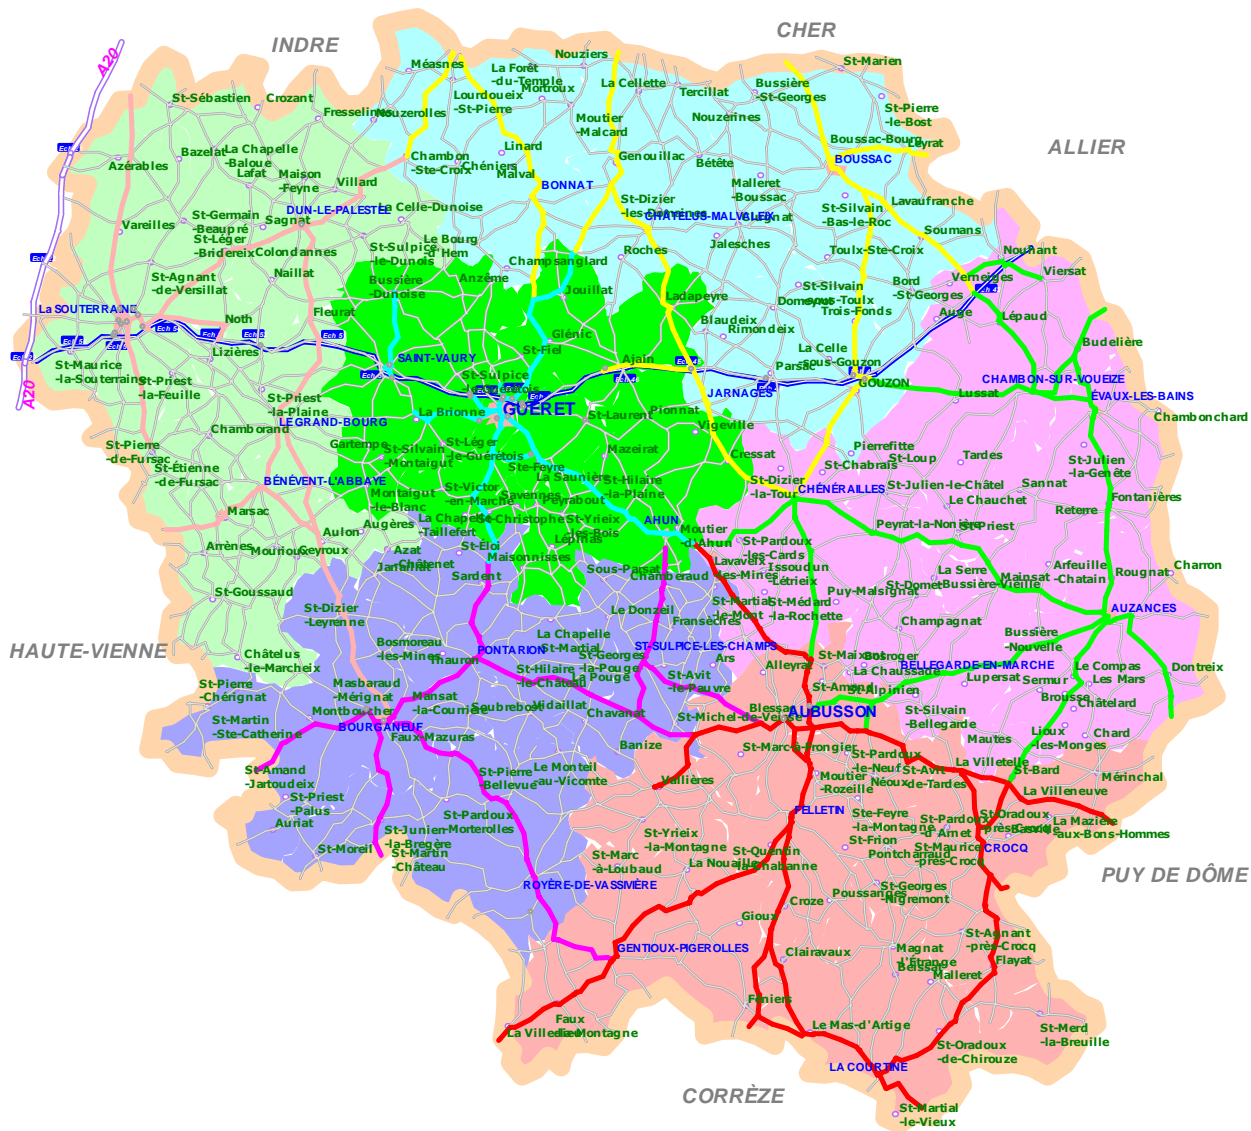 INDRE
CHER
A20
Nouziers
Méasnes
La Forêt
-du-Temple
St-Marien
Mortroux
La Cellette
Bussière
-St-Georges
Tercillat
St-Sébastien
Crozant
Lourdoueix
-St-Pierre
Fresselines
Nouzerolles
Moutier
-Malcard
Nouzerines
St-Pierre
-le-Bost
Boussac-Bourg
Leyrat
ALLIER
Azérables
Bazelat
La Chapelle
-Baloue
Lafat
Maison
-Feyne
Villard
Chambon
-Ste-Croix
Chéniers
Linard
Malval
Genouillac
Bétête
BOUSSAC
BONNAT
Malleret
-Boussac
DUN-LE-PALESTEL
La Celle-Dunoise
St-Dizier
-les-Domaines
CHÂTELUS-MALVALEIX
Clugnat
St-Silvain
-Bas-le-Roc
Lavaufranche
Soumans
Vareilles
St-Germain
-Beaupré
Sagnat
St-Léger
-Bridereix
Colondannes
St-Sulpice
-le-Dunois
Le Bourg
-d'Hem
Champsanglard
Roches
Jalesches
Toulx-Ste-Croix
Nouhant
Viersat
Verneiges
St-Agnant
-de-Versillat
Naillat
Bussière
-Dunoise
Anzême
Jouillat
Ladapeyre
St-Silvain
-sous-Toulx
Domeyrot
Trois-Fonds
Bord
-St-Georges
Auge
Lépaud
La SOUTERRAINE
Noth
Fleurat
Glénic
Blaudeix
Rimondeix
Budelière
Lizières
SAINT-VAURY
St-Fiel
Ajain
Parsac
La Celle
-sous-Gouzon
St-Maurice
-la-Souterraine
St-Priest
-la-Feuille
St-Priest
-la-Plaine
St-Sulpice
-le-Guérétois
GOUZON
CHAMBON-SUR-VOUEIZE
ÉVAUX-LES-BAINS
JARNAGES
Lussat
Chambonchard
LE GRAND-BOURG
La Brionne
GUÉRET
St-Laurent
Pionnat
Vigeville
Chamborand
Gartempe
St-Silvain
-Montaigut
St-Léger
-le-Guérétois
Mazeirat
Cressat
Pierrefitte
St-Loup
St-Chabrais
Tardes
St-Julien
-la-Genête
St-Pierre
-de-Fursac
St-Étienne
-de-Fursac
BÉNÉVENT-L'ABBAYE
Ste-Feyre
La Saunière
St-Hilaire
-la-Plaine
St-Dizier
-la-Tour
CHÉNÉRAILLES
St-Julien-le-Châtel
Le Chauchet
Sannat
Fontanières
Reterre
Montaigut
-le-Blanc
St-Victor
-en-Marche
Savennes
Peyrabout
Marsac
Augères
Aulon
La Chapelle
-Taillefert
St-Christophe
St-Yrieix
-les-Bois
AHUN
Moutier
-d'Ahun
Peyrat-la-Nonière
St-Priest
Arrènes
Mourioux
Ceyroux
Azat
-Châtenet
Janaillat
St-Éloi
Maisonnisses
Lépinas
St-Pardoux
-les-Cards
Lavaveix
-les-Mines
Issoudun
-Létrieix
Sardent
Sous-Parsat
Chamberaud
La Serre
-Bussière-Vieille
St-Domet
Mainsat
Arfeuille
-Chatain
Rougnat
Charron
St-Goussaud
St-Dizier
-Leyrenne
Le Donzeil
Fransèches
St-Martial
-le-Mont
St-Médard
-la-Rochette
Puy-Malsignat
Champagnat
AUZANCES
Bussière
-Nouvelle
HAUTE-VIENNE
Châtelus
-le-Marcheix
Bosmoreau
-les-Mines
Thauron
PONTARION
La Chapelle
-St-Martial
ST-SULPICE-LES-CHAMPS
St-Georges
-la-Pouge
La Pouge
St-Hilaire
-le-Château
Ars
Alleyrat
St-Maixant
Bosroger
La Chaussade
BELLEGARDE-EN-MARCHE
Lupersat
Sermur
Le Compas
Les Mars
Dontreix
St-Pierre
-Chérignat
Masbaraud
-Mérignat
Montboucher
Mansat
-la-Courrière
Soubrebost
Vidaillat
Chavanat
St-Avit
-le-Pauvre
St-Amand
St-Alpinien
Brousse
Châtelard
St-Martin
-Ste-Catherine
BOURGANEUF
Faux-Mazuras
Banize
St-Michel-de-Veisse
Blessac
AUBUSSON
St-Silvain
-Bellegarde
Mautes
Lioux
-les-Monges
Chard
St-Amand
-Jartoudeix
St-Pierre
-Bellevue
Le Monteil
-au-Vicomte
St-Marc-à-Frongier
St-Pardoux
-le-Neuf
Néoux
Moutier
-Rozeille
St-Avit
-de-Tardes
La Villetelle
St-Bard
La Villeneuve
Mérinchal
Vallières
St-Priest
-Palus
Auriat
St-Moreil
St-Pardoux
-Morterolles
St-Junien
-la-Bregère
St-Martin
-Château
FELLETIN
Ste-Feyre
-la-Montagne
St-Frion
St-Pardoux
-d'Arnet
St-Oradoux
-près-Crocq
Basville
La Mazière
-aux-Bons-Hommes
St-Yrieix
-la-Montagne
St-Marc
-à-Loubaud
La Nouaille
St-Quentin
-la-Chabanne
Pontcharraud
St-Maurice
-près-Crocq
CROCQ
PUY DE DÔME
ROYÈRE-DE-VASSIVIÈRE
Poussanges
St-Georges
-Nigremont
Croze
Gioux
GENTIOUX-PIGEROLLES
Clairavaux
Magnat
-l'Étrange
Beissat
Malleret
St-Agnant
-près-Crocq
Flayat
Féniers
Faux
-la-Montagne
La Villedieu
Le Mas-d'Artige
St-Oradoux
-de-Chirouze
St-Merd
-la-Breuille
LA COURTINE
CORRÈZE
St-Martial
-le-Vieux
A20